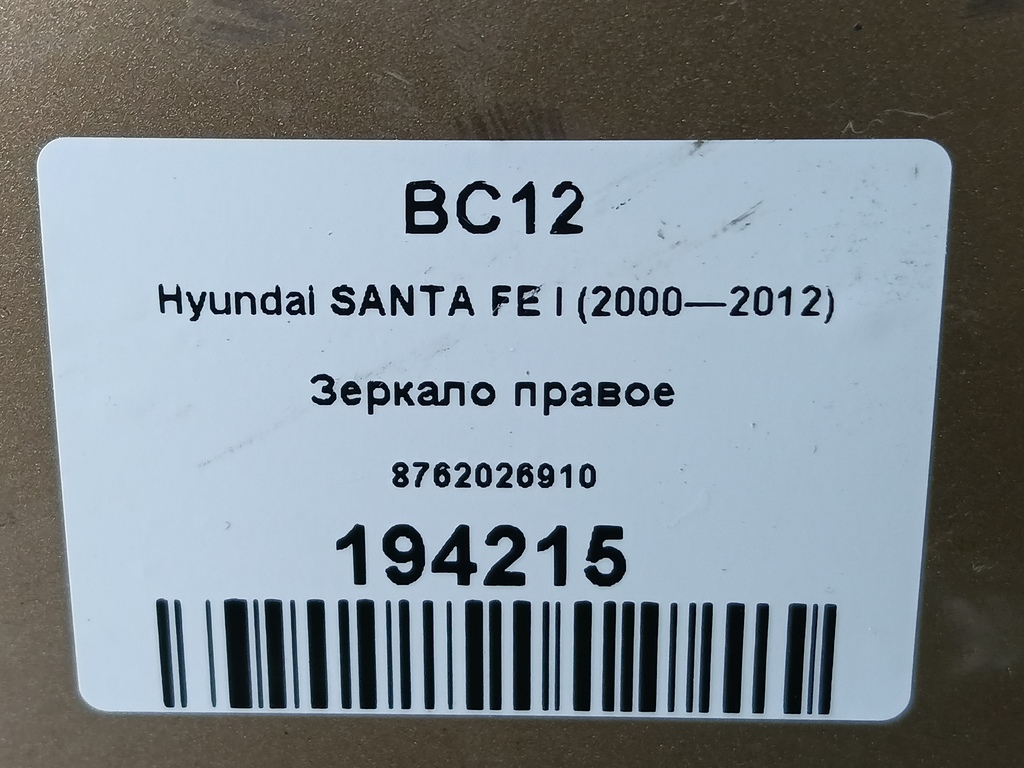 BC12
Hyundai SANTA FE I (2000—2012)
Зеркало правое
8762026910
194215